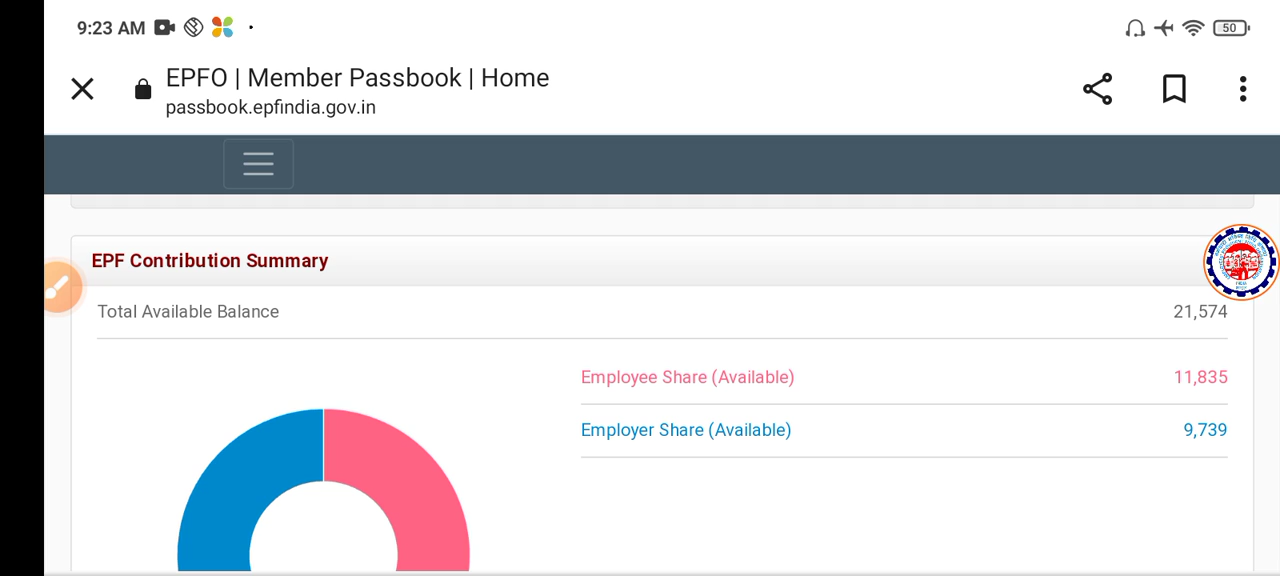 9:23 AM
50
EPFO | Member Passbook | Home
passbook.epfindia.gov.in
EPF Contribution Summary
Total Available Balance 21,574
Employee Share (Available) 11,835
Employer Share (Available) 9,739